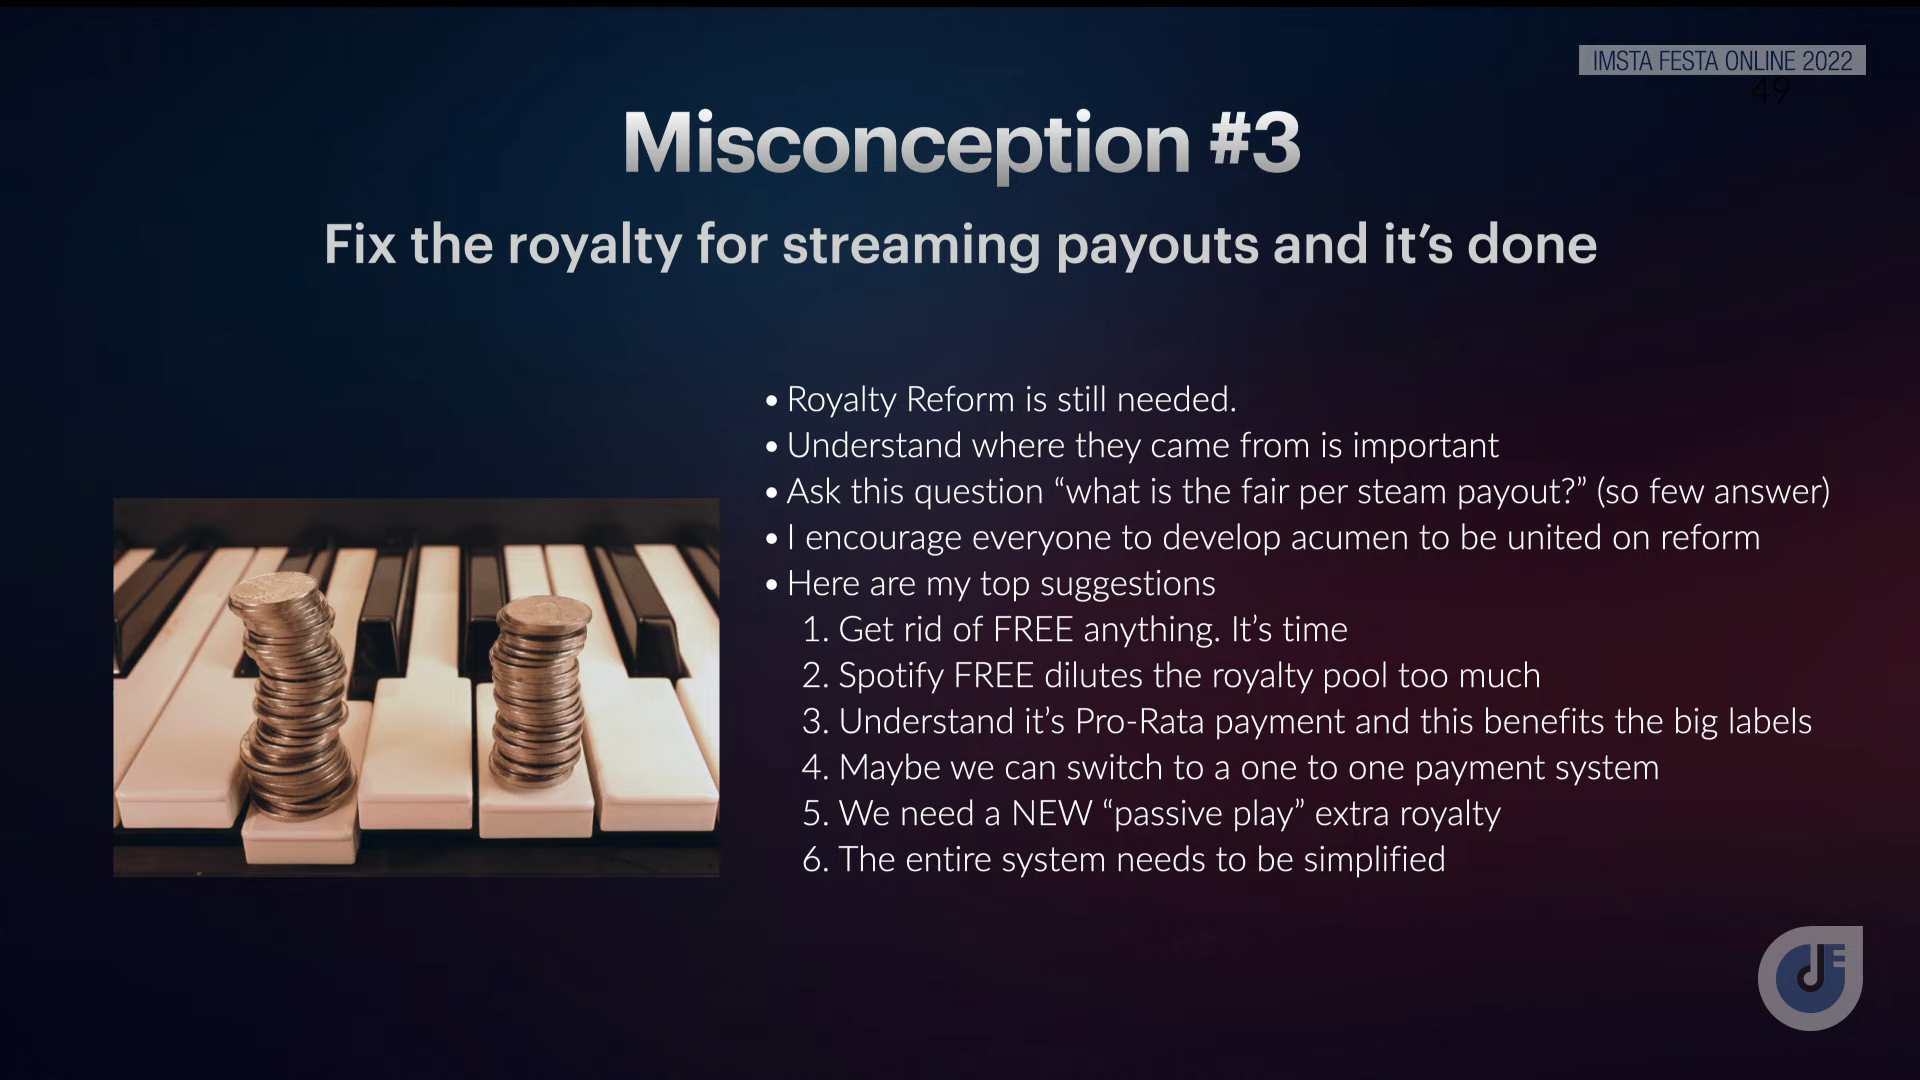 IMSTA FESTA ONLINE 2022
49
Misconception #3
Fix the royalty for streaming payouts and it’s done
• Royalty Reform is still needed.
• Understand where they came from is important
• Ask this question “what is the fair per steam payout?” (so few answer)
• I encourage everyone to develop acumen to be united on reform
• Here are my top suggestions
1. Get rid of FREE anything. It’s time
2. Spotify FREE dilutes the royalty pool too much
3. Understand it’s Pro-Rata payment and this benefits the big labels
4. Maybe we can switch to a one to one payment system
5. We need a NEW “passive play” extra royalty
6. The entire system needs to be simplified